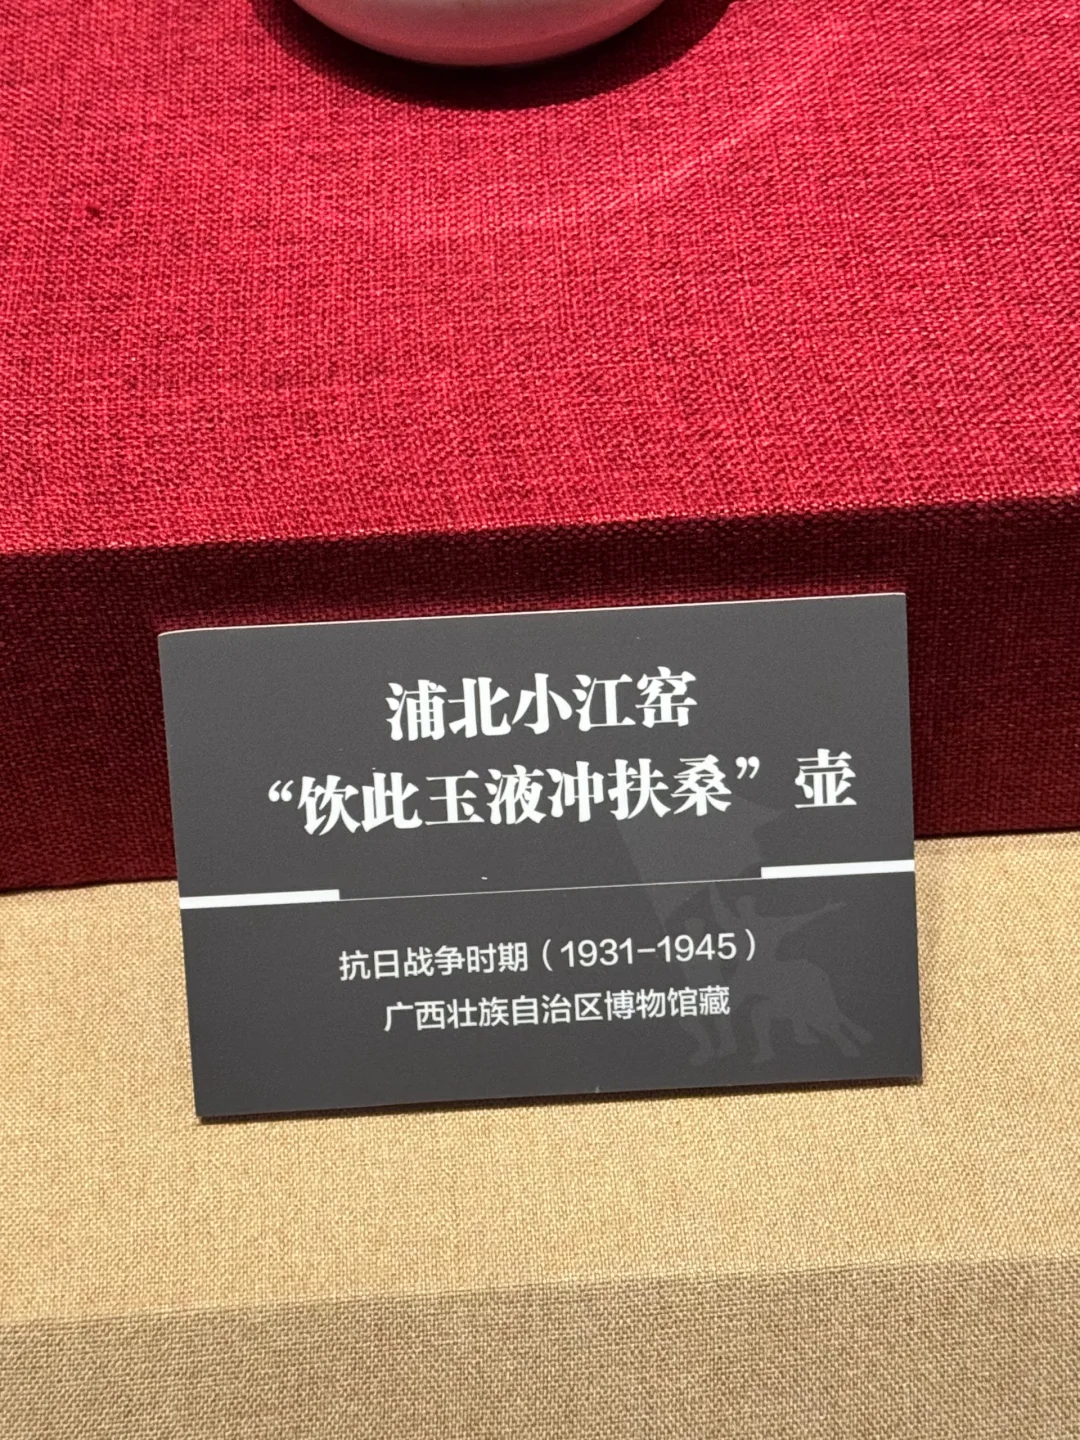 浦北小江窑
“饮此玉液冲扶桑”壶
抗日战争时期（1931-1945）
广西壮族自治区博物馆藏